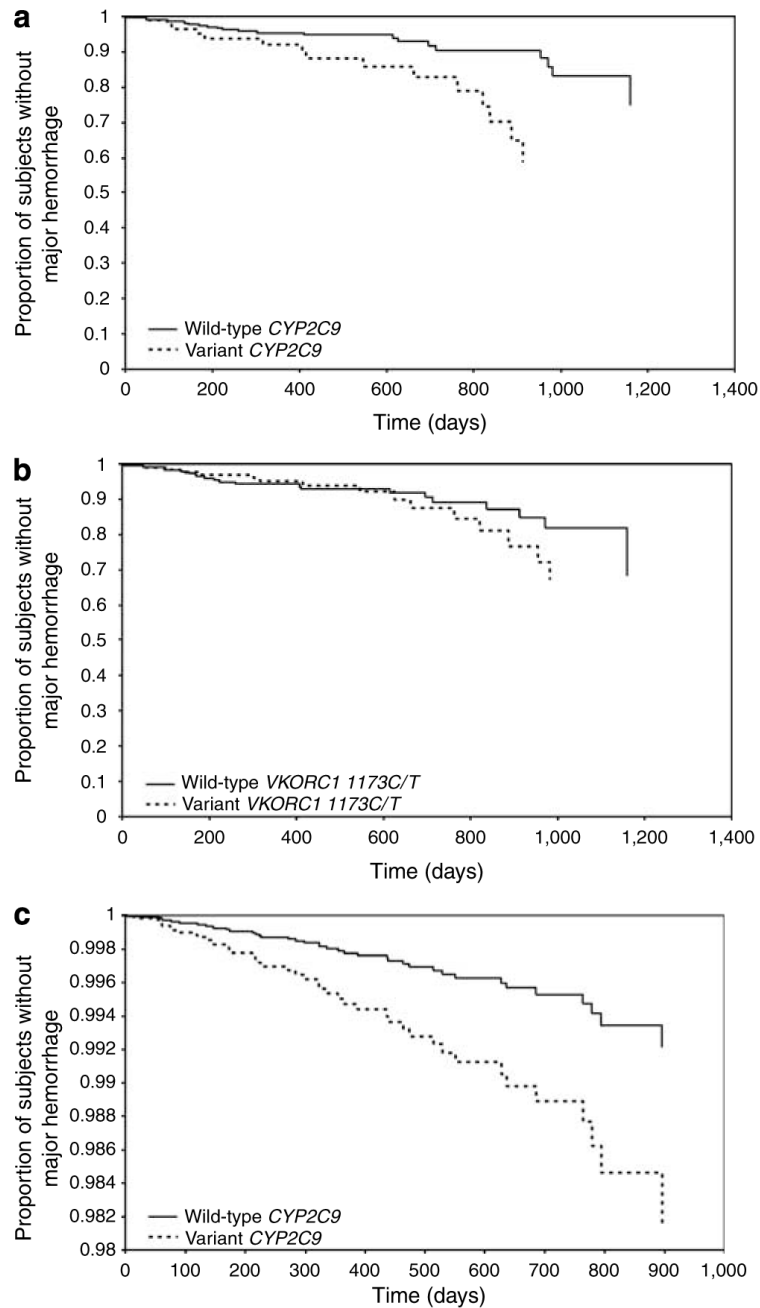 a
Proportion of subjects without
major hemorrhage
1
0.9
0.8
0.7
0.6
0.5
0.4
0.3
0.2
0.1
0
Wild-type CYP2C9
Variant CYP2C9
0 200 400 600 800 1,000 1,200 1,400
Time (days)
b
Proportion of subjects without
major hemorrhage
1
0.9
0.8
0.7
0.6
0.5
0.4
0.3
0.2
0.1
0
Wild-type VKORC1 1173C/T
Variant VKORC1 1173C/T
0 200 400 600 800 1,000 1,200 1,400
Time (days)
c
Proportion of subjects without
major hemorrhage
1
0.998
0.996
0.994
0.992
0.99
0.988
0.986
0.984
0.982
0.98
Wild-type CYP2C9
Variant CYP2C9
0 100 200 300 400 500 600 700 800 900 1,000
Time (days)